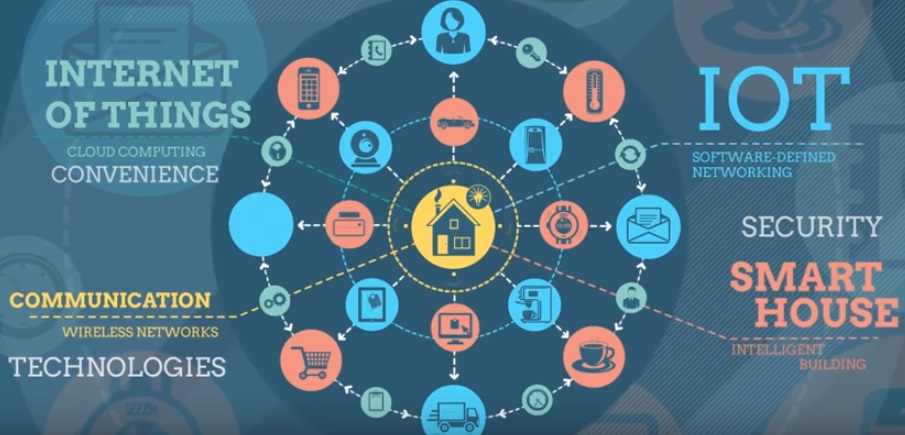 INTERNET
OF THINGS
CLOUD COMPUTING
CONVENIENCE
COMMUNICATION
WIRELESS NETWORKS
TECHNOLOGIES
IOT
SOFTWARE-DEFINED
NETWORKING
SECURITY
SMART
HOUSE
INTELLIGENT
BUILDING